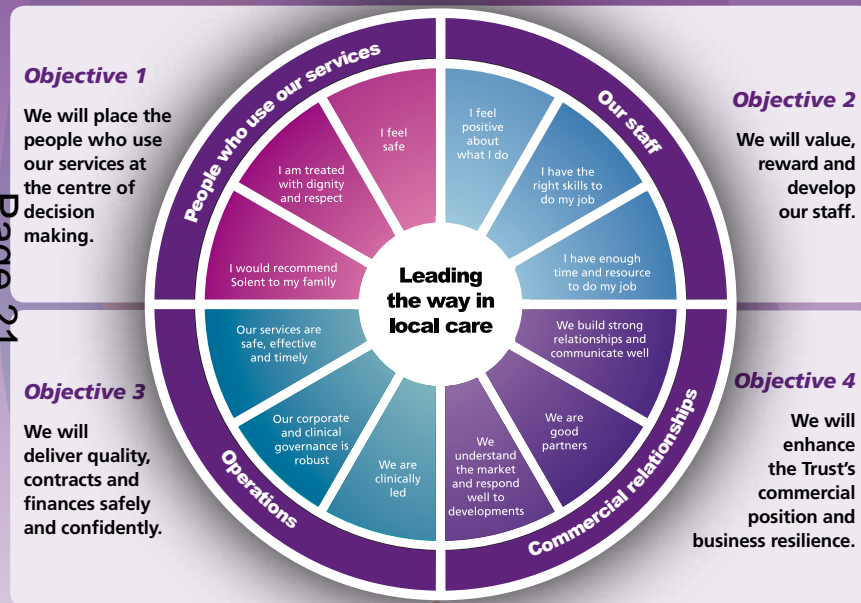 Objective 1
We will place the
people who use
our services at
the centre of
decision
making.
Page 21
People who use our services
I feel
safe
I am treated
with dignity
and respect
I would recommend
Solent to my family
Our staff
I feel
positive
about
what I do
I have the
right skills to
do my job
I have enough
time and resource
to do my job
Objective 2
We will value,
reward and
develop
our staff.
Leading
the way in
local care
Objective 3
We will
deliver quality,
contracts and
finances safely
and confidently.
Operations
Our services are
safe, effective
and timely
Our corporate
and clinical
governance is
robust
We are
clinically
led
Commercial relationships
We build strong
relationships and
communicate well
We are
good
partners
We
understand
the market
and respond
well to
developments
Objective 4
We will
enhance
the Trust’s
commercial
position and
business resilience.